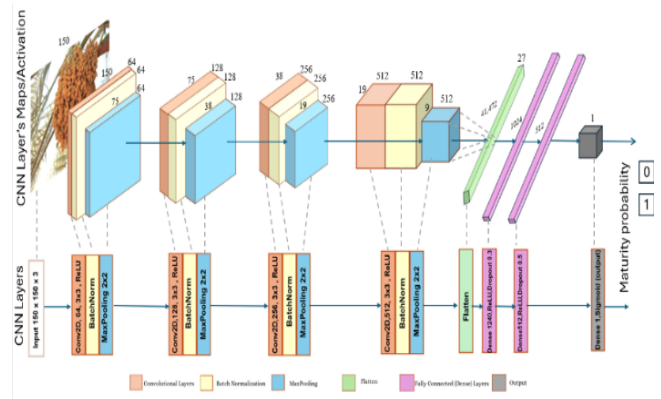 CNN Layer's Maps/Activation
150
150
64
64
64
75
75
128
128
128
38
38
256
256
256
19
19
512
512
9
512
27
41,472
1024
512
1
Maturity probability
0
1
CNN Layers
Input 150 x 150 x 3
Conv2D, 64, 3x3 , ReLU
BatchNorm
MaxPooling 2x2
Conv2D,128, 3x3 , ReLU
BatchNorm
MaxPooling 2x2
Conv2D,256, 3x3 , ReLU
BatchNorm
MaxPooling 2x2
Conv2D,512, 3x3 , ReLU
BatchNorm
MaxPooling 2x2
Flatten
Dense 1240,ReLU,Dropout 0.3
Dense512,ReLU,Dropout 0.5
Dense 1,Sigmoid (output)
Convolutional Layers
Batch Normalization
MaxPooling
Flatten
Fully Connected (Dense) Layers
Output